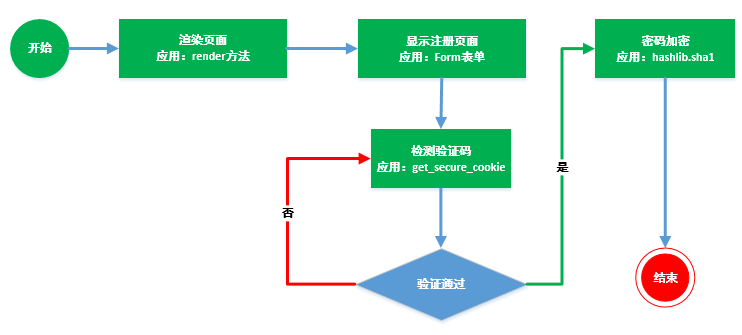 开始
渲染页面
应用：render方法
显示注册页面
应用：Form表单
密码加密
应用：hashlib.sha1
检测验证码
应用：get_secure_cookie
是
否
验证通过
结束